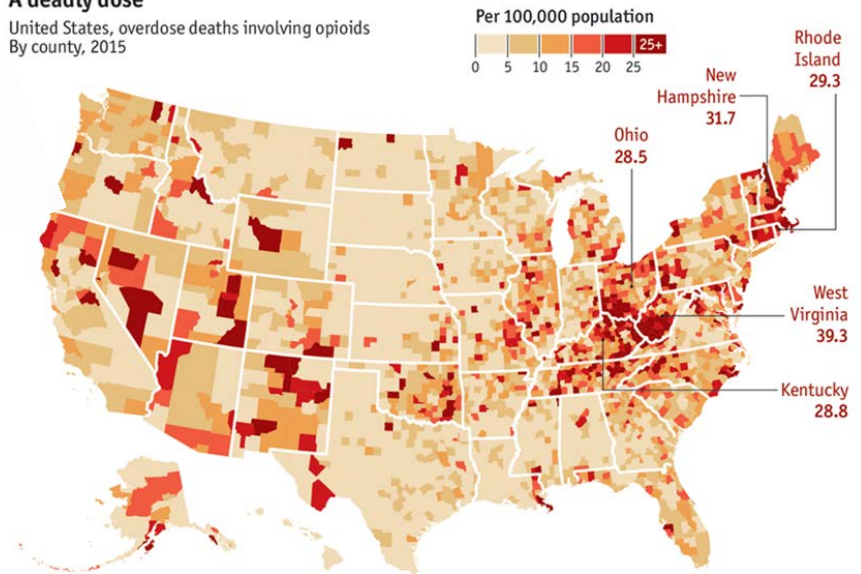 A deadly dose
United States, overdose deaths involving opioids
By county, 2015
Per 100,000 population
25+
0 5 10 15 20 25
Rhode
Island
29.3
New
Hampshire
31.7
Ohio
28.5
West
Virginia
39.3
Kentucky
28.8